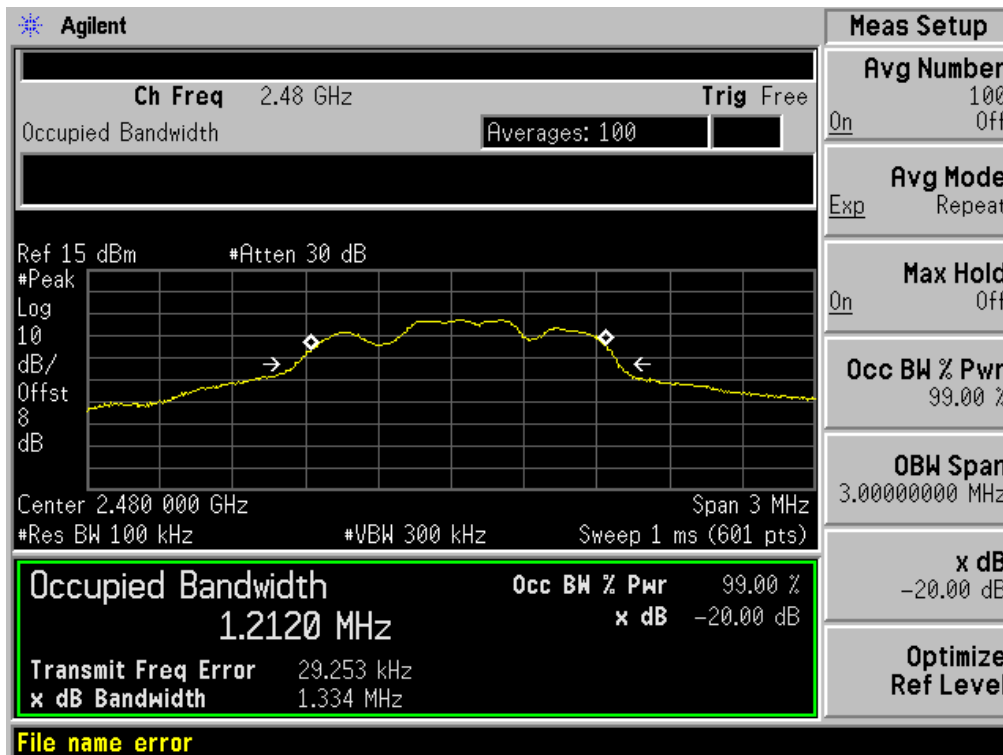 Agilent
Ch Freq 2.48 GHz Trig Free
Occupied Bandwidth Averages: 100
Ref 15 dBm #Atten 30 dB
#Peak
Log
10
dB/
Offst
8
dB
Center 2.480 000 GHz Span 3 MHz
#Res BW 100 kHz #VBW 300 kHz Sweep 1 ms (601 pts)
Occupied Bandwidth Occ BW % Pwr 99.00 %
1.2120 MHz x dB -20.00 dB
Transmit Freq Error 29.253 kHz
x dB Bandwidth 1.334 MHz
File name error
Meas Setup
Avg Number
100
On Off
Avg Mode
Exp Repeat
Max Hold
On Off
Occ BW % Pwr
99.00 %
OBW Span
3.00000000 MHz
x dB
-20.00 dB
Optimize
Ref Level